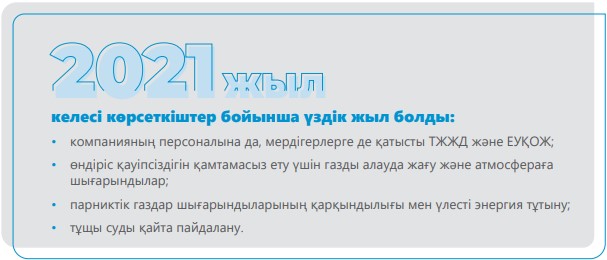 2021 жыл
келесі көрсеткіштер бойынша үздік жыл болды:
• компанияның персоналына да, мердігерлерге де қатысты ТЖЖД және ЕУҚОЖ;
• өндіріс қауіпсіздігін қамтамасыз ету үшін газды алауда жағу және атмосфераға
шығарындылар;
• парниктік газдар шығарындыларының қарқындылығы мен үлесті энергия тұтыну;
• тұщы суды қайта пайдалану.